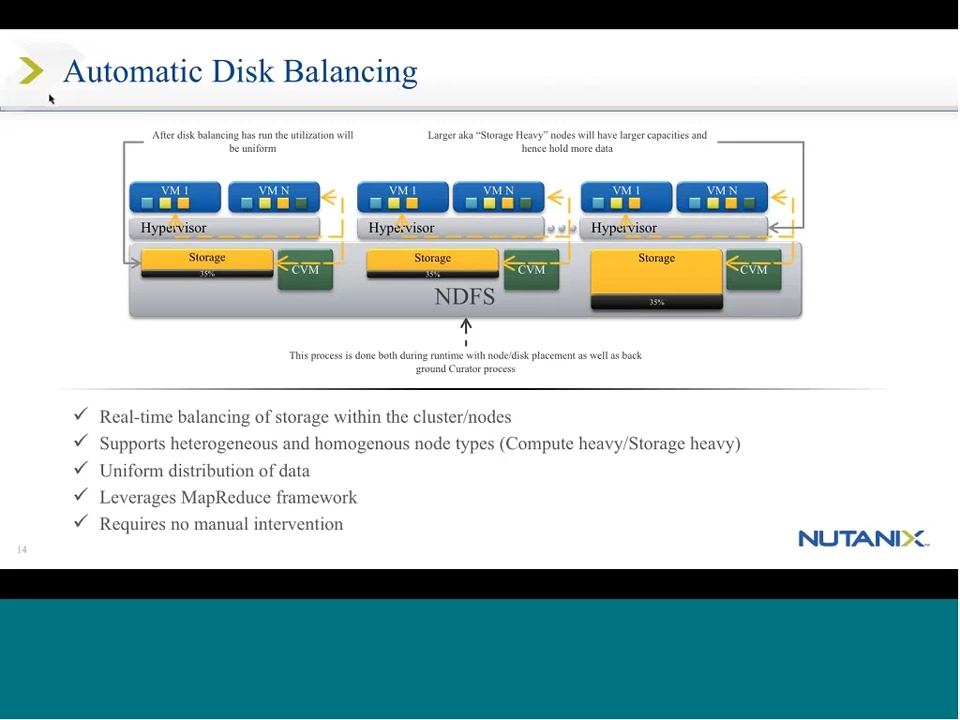 Automatic Disk Balancing
After disk balancing has run the utilization will
be uniform
Larger aka “Storage Heavy” nodes will have larger capacities and
hence hold more data
VM 1
VM N
VM 1
VM N
VM 1
VM N
Hypervisor
Hypervisor
Hypervisor
Storage
35%
CVM
Storage
35%
CVM
Storage
35%
CVM
NDFS
This process is done both during runtime with node/disk placement as well as back
ground Curator process
✓ Real-time balancing of storage within the cluster/nodes
✓ Supports heterogeneous and homogenous node types (Compute heavy/Storage heavy)
✓ Uniform distribution of data
✓ Leverages MapReduce framework
✓ Requires no manual intervention
14
NUTANIX™